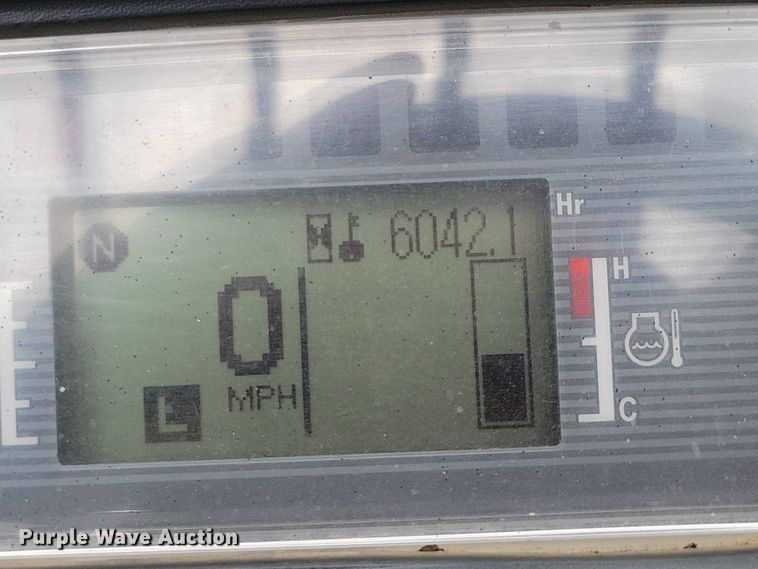 N 6042.1 Hr
H
0
MPH
L
C
Purple Wave Auction